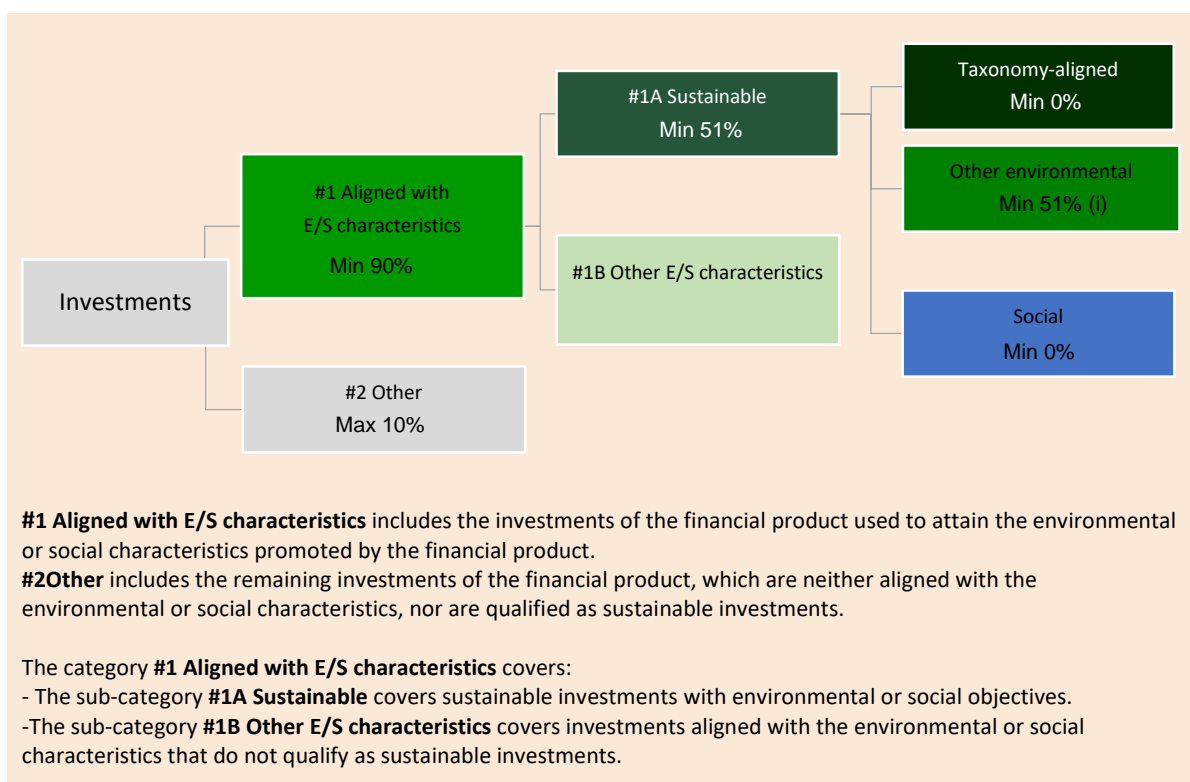 Taxonomy-aligned
Min 0%
#1A Sustainable
Min 51%
Other environmental
Min 51% (i)
#1 Aligned with
E/S characteristics
Min 90%
#1B Other E/S characteristics
Investments
Social
Min 0%
#2 Other
Max 10%
#1 Aligned with E/S characteristics includes the investments of the financial product used to attain the environmental
or social characteristics promoted by the financial product.
#2Other includes the remaining investments of the financial product, which are neither aligned with the
environmental or social characteristics, nor are qualified as sustainable investments.
The category #1 Aligned with E/S characteristics covers:
- The sub-category #1A Sustainable covers sustainable investments with environmental or social objectives.
-The sub-category #1B Other E/S characteristics covers investments aligned with the environmental or social
characteristics that do not qualify as sustainable investments.